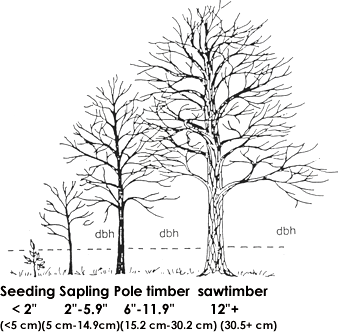 dbh dbh dbh
Seeding Sapling Pole timber sawtimber
< 2" 2"-5.9" 6"-11.9" 12"+
(<5 cm)(5 cm-14.9cm)(15.2 cm-30.2 cm) (30.5+ cm)